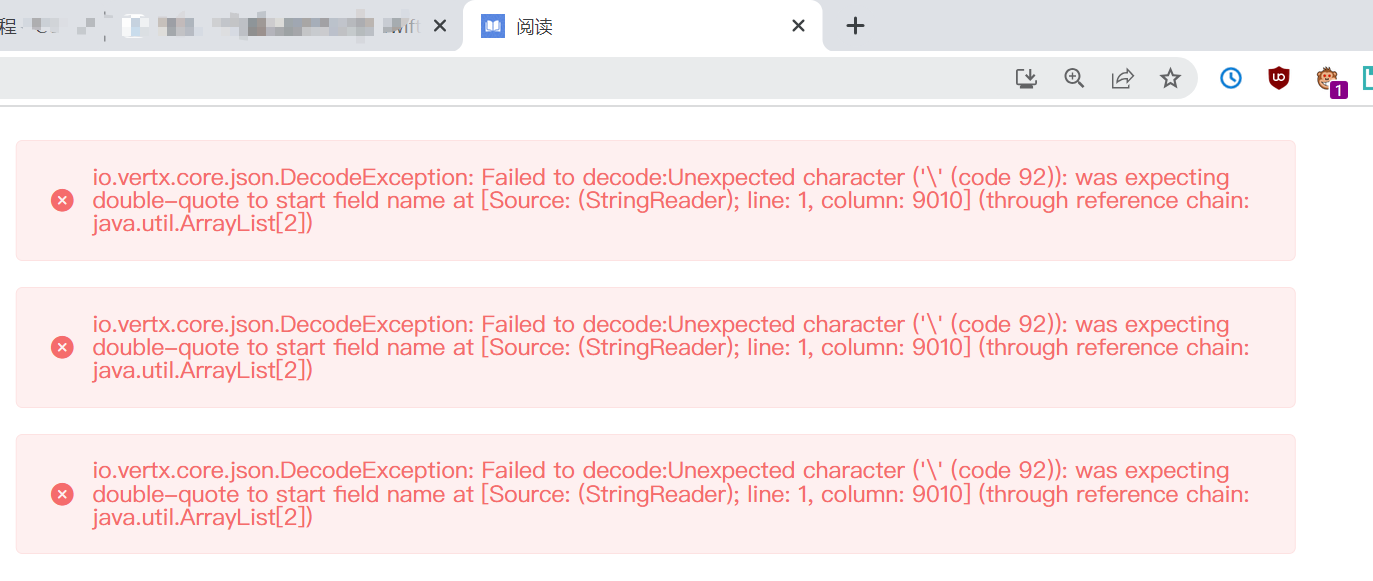 程
阅读
1
io.vertx.core.json.DecodeException: Failed to decode:Unexpected character ('\' (code 92)): was expecting
double-quote to start field name at [Source: (StringReader); line: 1, column: 9010] (through reference chain:
java.util.ArrayList[2])
io.vertx.core.json.DecodeException: Failed to decode:Unexpected character ('\' (code 92)): was expecting
double-quote to start field name at [Source: (StringReader); line: 1, column: 9010] (through reference chain:
java.util.ArrayList[2])
io.vertx.core.json.DecodeException: Failed to decode:Unexpected character ('\' (code 92)): was expecting
double-quote to start field name at [Source: (StringReader); line: 1, column: 9010] (through reference chain:
java.util.ArrayList[2])